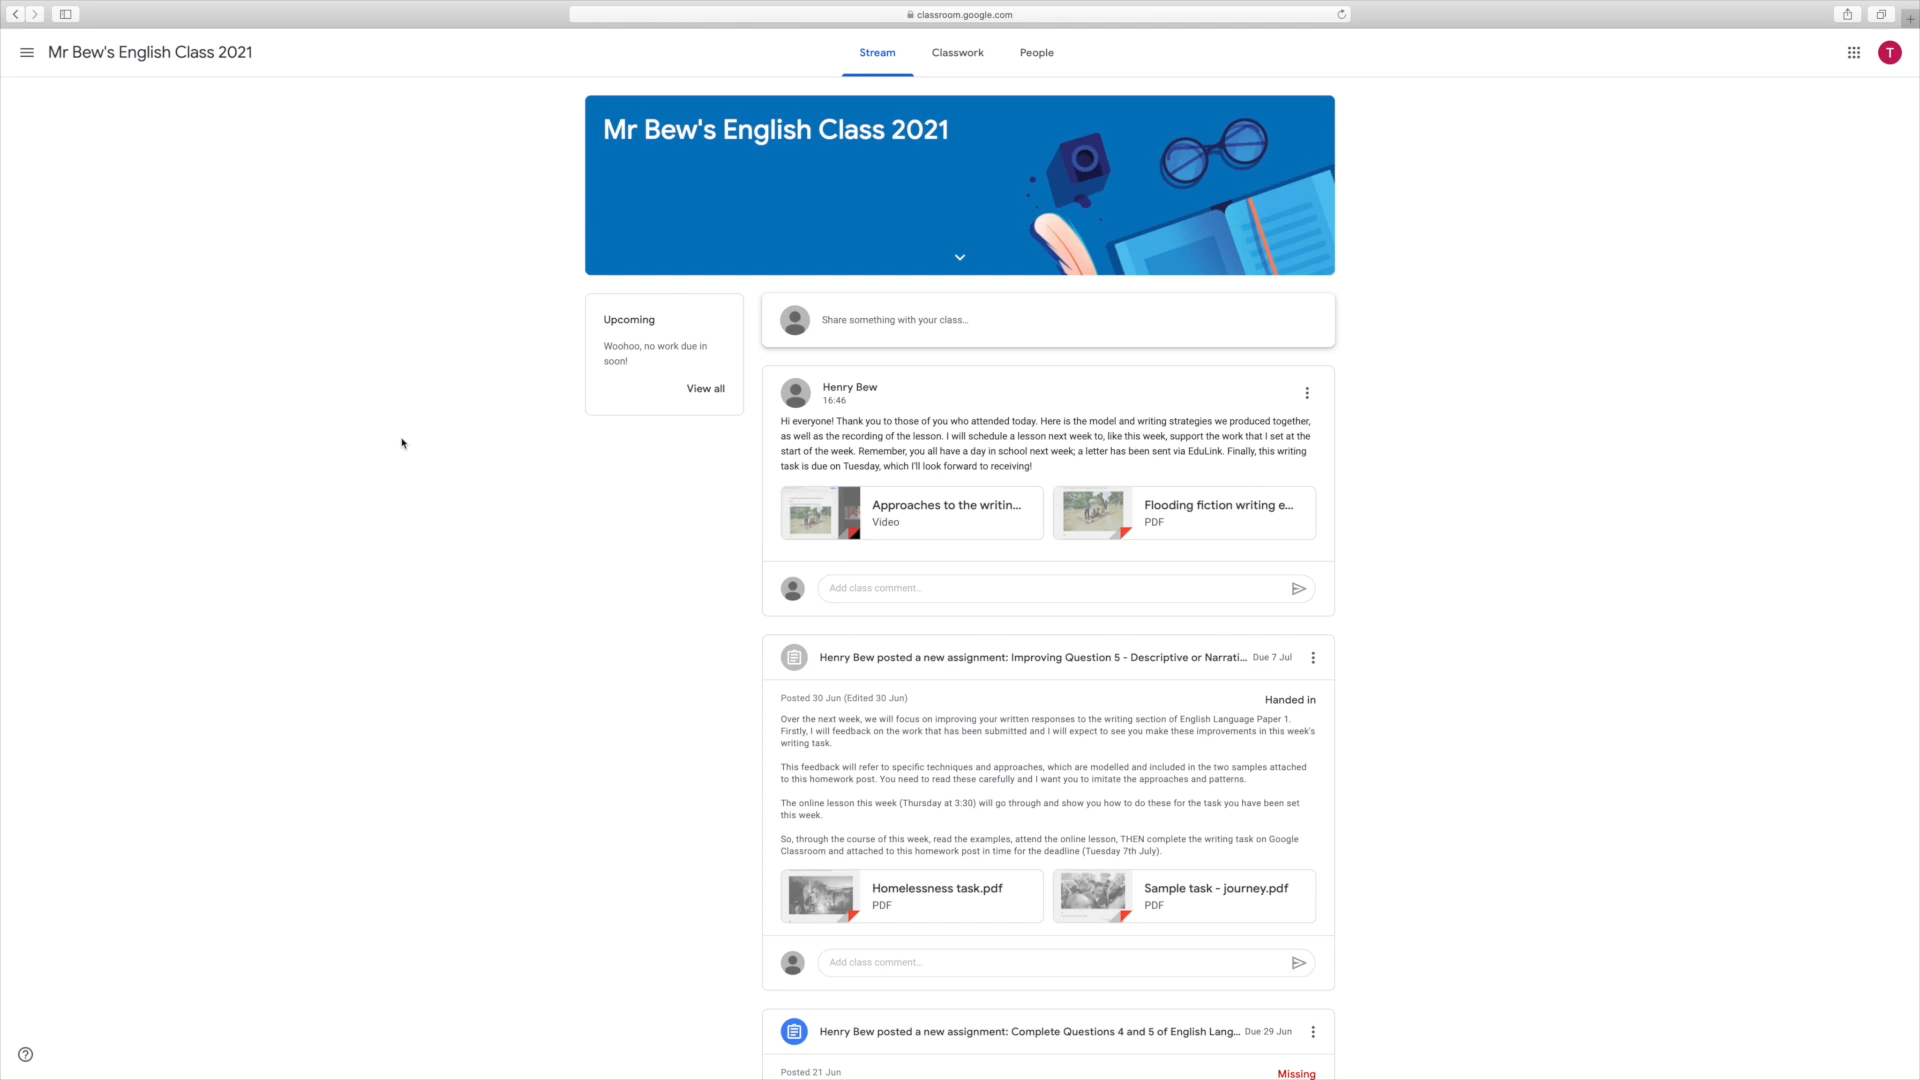 classroom.google.com
Mr Bew's English Class 2021
Stream
Classwork
People
T
Mr Bew's English Class 2021
Upcoming
Woohoo, no work due in
soon!
View all
Share something with your class...
Henry Bew
16:46
Hi everyone! Thank you to those of you who attended today. Here is the model and writing strategies we produced together,
as well as the recording of the lesson. I will schedule a lesson next week to, like this week, support the work that I set at the
start of the week. Remember, you all have a day in school next week; a letter has been sent via EduLink. Finally, this writing
task is due on Tuesday, which I'll look forward to receiving!
Approaches to the writin...
Video
Flooding fiction writing e...
PDF
Add class comment...
Henry Bew posted a new assignment: Improving Question 5 - Descriptive or Narrati... Due 7 Jul
Posted 30 Jun (Edited 30 Jun)
Handed in
Over the next week, we will focus on improving your written responses to the writing section of English Language Paper 1.
Firstly, I will feedback on the work that has been submitted and I will expect to see you make these improvements in this week's
writing task.
This feedback will refer to specific techniques and approaches, which are modelled and included in the two samples attached
to this homework post. You need to read these carefully and I want you to imitate the approaches and patterns.
The online lesson this week (Thursday at 3:30) will go through and show you how to do these for the task you have been set
this week.
So, through the course of this week, read the examples, attend the online lesson, THEN complete the writing task on Google
Classroom and attached to this homework post in time for the deadline (Tuesday 7th July).
Homelessness task.pdf
PDF
Sample task - journey.pdf
PDF
Add class comment...
Henry Bew posted a new assignment: Complete Questions 4 and 5 of English Lang... Due 29 Jun
Posted 21 Jun
Missing